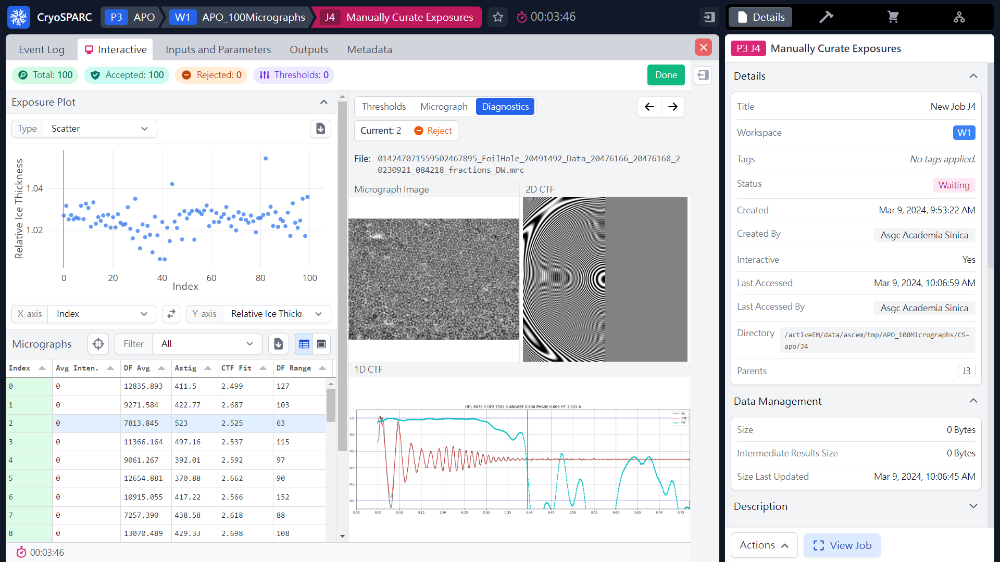 CryoSPARC
P3 APO W1 APO_100Micrographs J4 Manually Curate Exposures 00:03:46
Details
Event Log Interactive Inputs and Parameters Outputs Metadata
Total: 100 Accepted: 100 Rejected: 0 Thresholds: 0 Done
Exposure Plot
Type Scatter
Relative Ice Thickness
1.04
1.02
0 20 40 60 80 100
Index
X-axis Index Y-axis Relative Ice Thickr
Micrographs Filter All
Index Avg Inten. DF Avg Astig CTF Fit DF Range
0 0 12835.893 411.5 2.499 127
1 0 9271.584 422.77 2.687 103
2 0 7813.845 523 2.525 63
3 0 11366.164 497.16 2.537 115
4 0 9061.267 392.01 2.592 97
5 0 12654.881 370.88 2.662 90
6 0 10915.055 417.22 2.566 152
7 0 7257.390 438.58 2.618 88
8 0 13070.489 429.33 2.698 108
00:03:46
Thresholds Micrograph Diagnostics
Current: 2 Reject
File: 014247071559502467895_FoilHole_20491492_Data_20476166_20476168_2
0230921_084218_fractions_DW.mrc
Micrograph Image 2D CTF
1D CTF
DF1 8075.3 DF2 7552.3 ANGAST 0.636 PHASE 0.000 FIT 2.525 A
PS
CTF
FIT
1.0
0.8
0.6
0.4
0.2
0.0
0.00 0.05 0.10 0.15 0.20 0.25 0.30 0.35 0.40 0.45 0.50 0.55 0.60 0.65 0.70 0.75
P3 J4 Manually Curate Exposures
Details
Title New Job J4
Workspace W1
Tags No tags applied.
Status Waiting
Created Mar 9, 2024, 9:53:22 AM
Created By Asgc Academia Sinica
Interactive Yes
Last Accessed Mar 9, 2024, 10:06:59 AM
Last Accessed By Asgc Academia Sinica
Directory /activeEM/data/ascem/tmp/APO_100Micrographs/CS-
apo/J4
Parents J3
Data Management
Size 0 Bytes
Intermediate Results Size 0 Bytes
Size Last Updated Mar 9, 2024, 10:06:45 AM
Description
Actions View Job